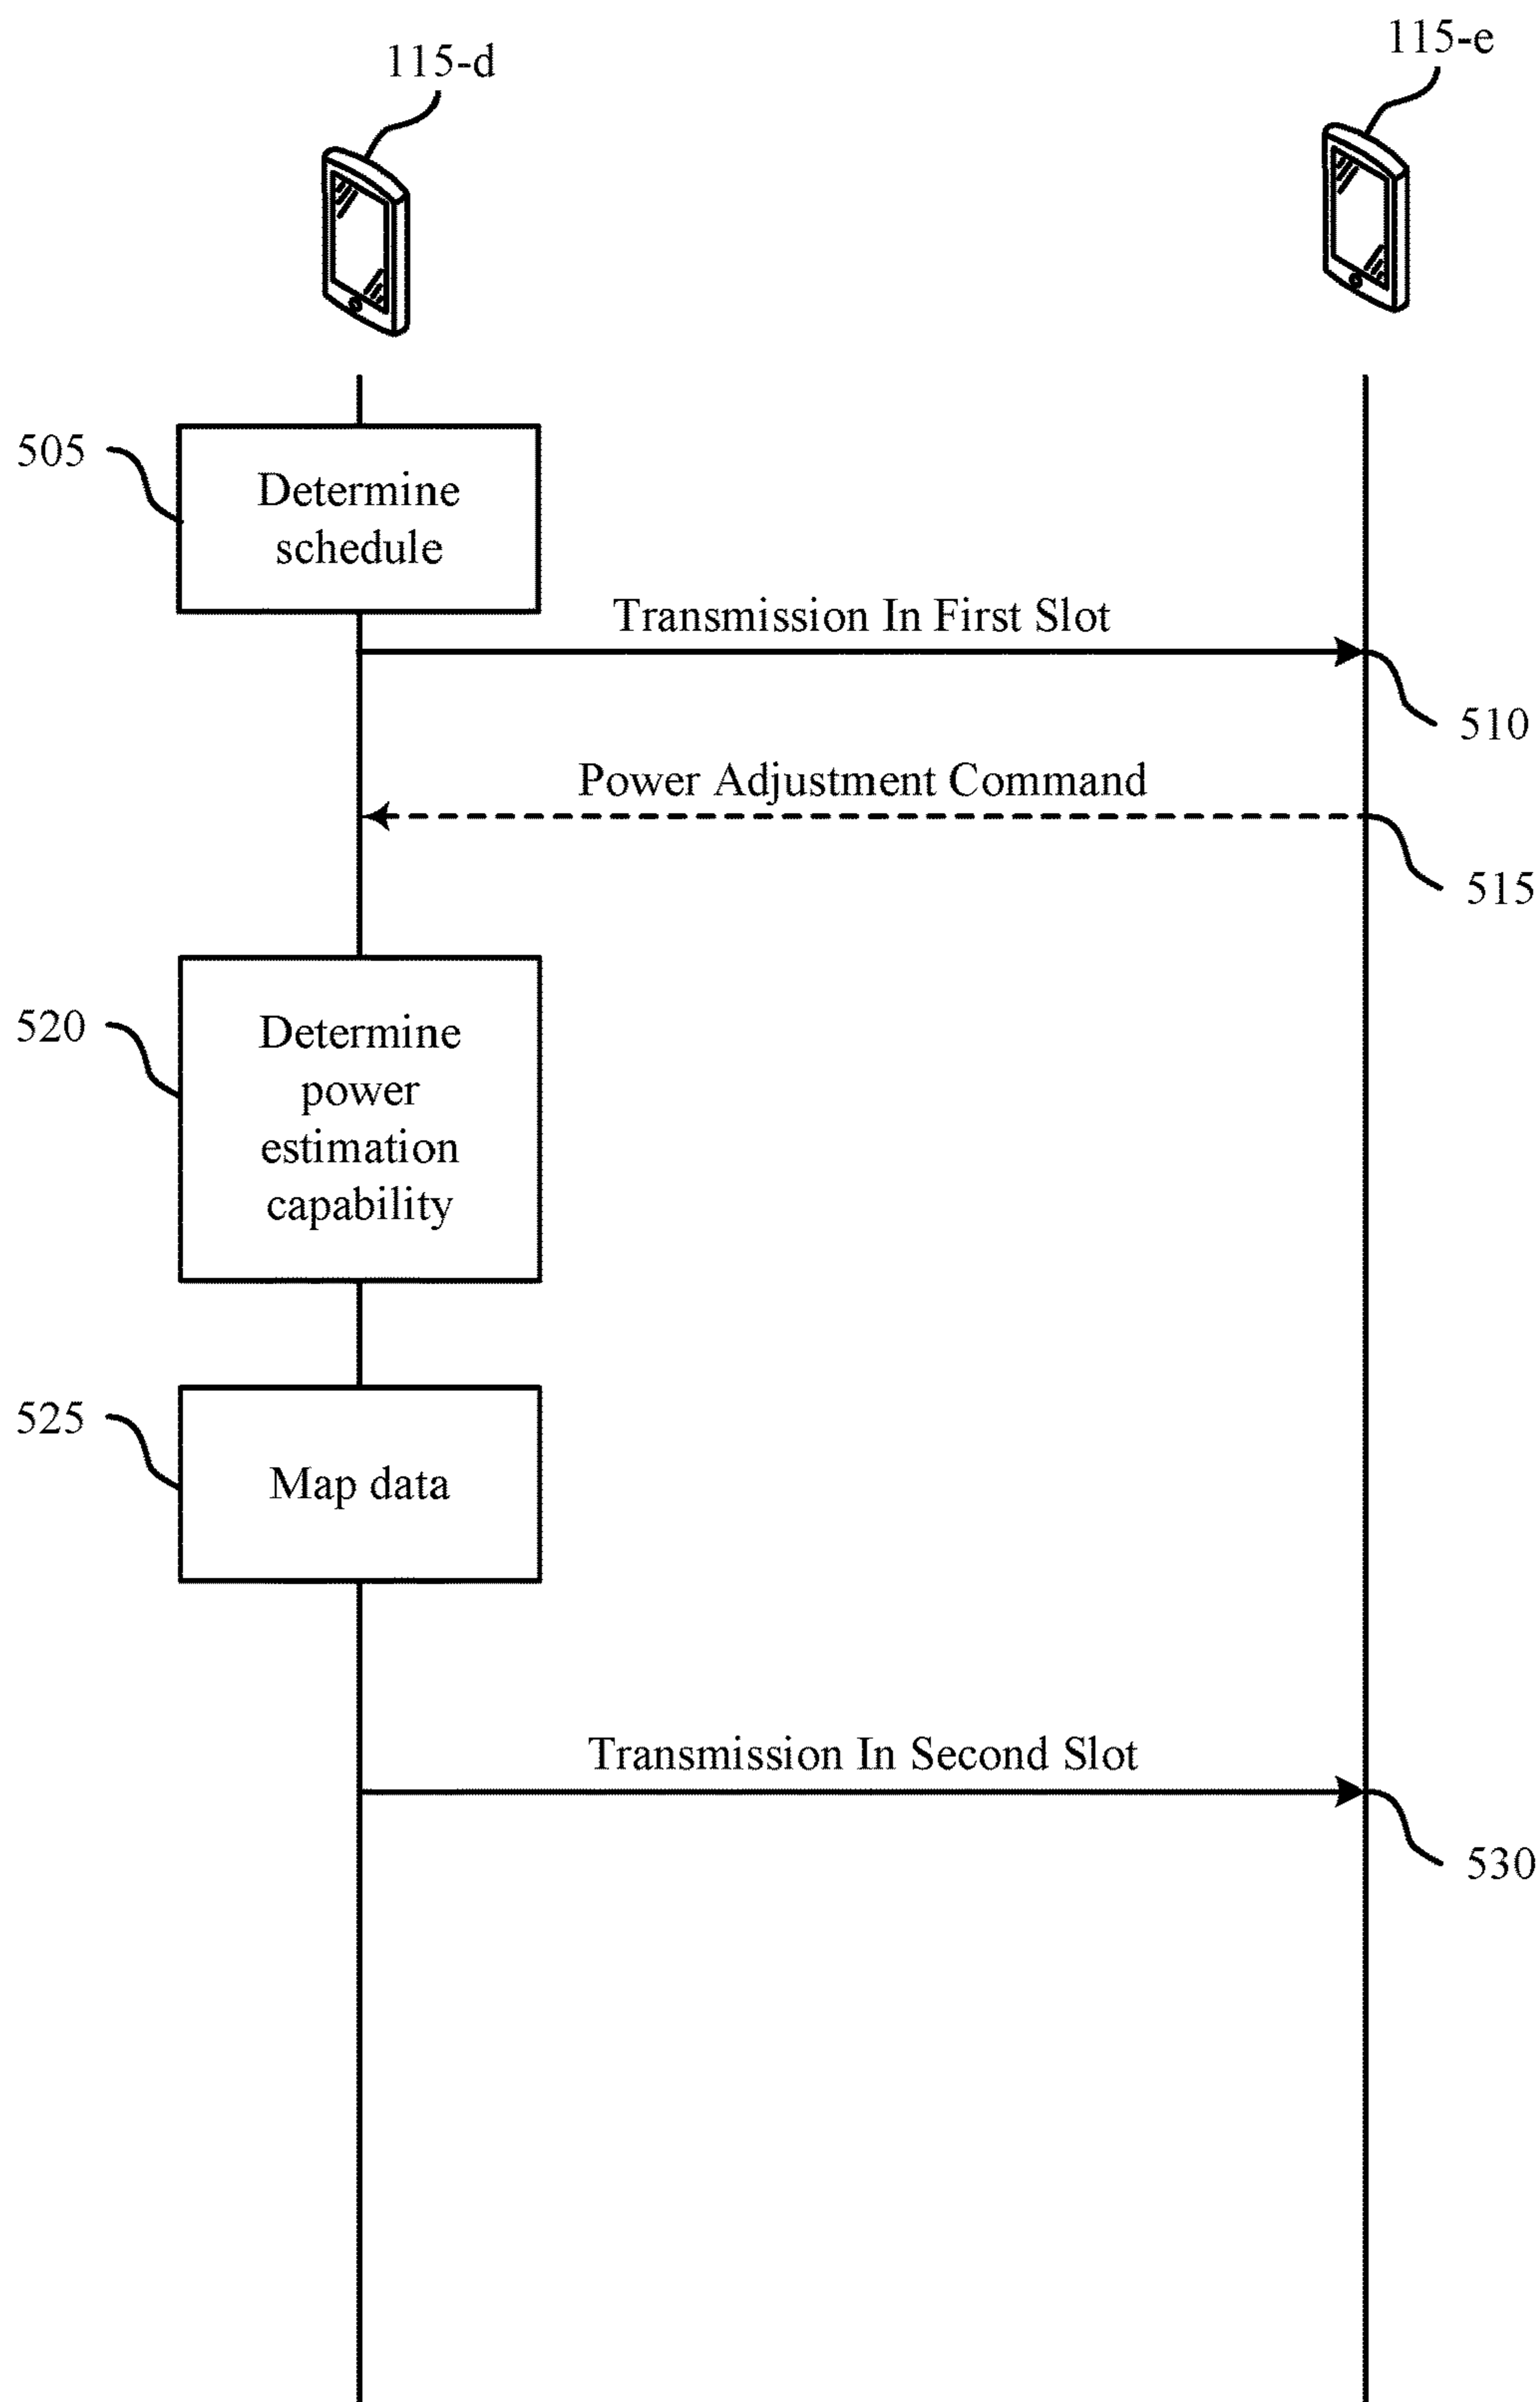 115-d
115-e
505
Determine
schedule
Transmission In First Slot
510
Power Adjustment Command
515
520
Determine
power
estimation
capability
525
Map data
Transmission In Second Slot
530